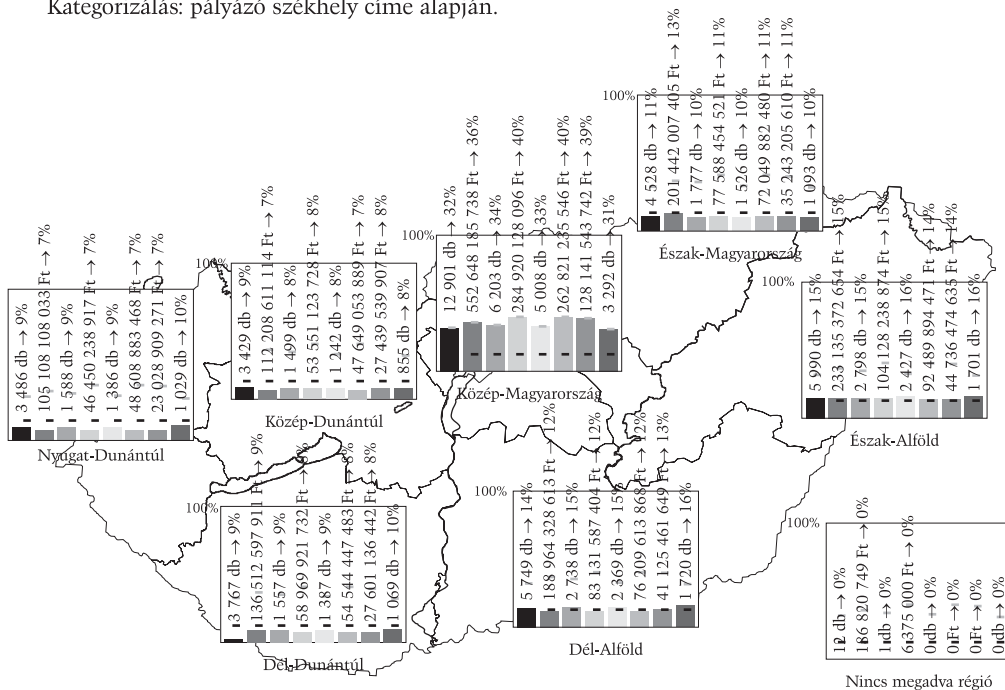 Kategorizálás: pályázó székhely címe alapján.
100%
4 528 db → 11%
201 442 007 405 Ft → 13%
1 777 db → 10%
77 588 454 521 Ft → 11%
1 526 db → 10%
72 049 882 480 Ft → 11%
35 243 205 610 Ft → 11%
1 093 db → 10%
Észak-Magyarország
100%
12 901 db → 32%
552 648 185 738 Ft → 36%
6 203 db → 34%
284 920 128 096 Ft → 40%
5 008 db → 33%
262 821 235 546 Ft → 40%
128 141 543 742 Ft → 39%
3 292 db → 31%
Közép-Magyarország
3 486 db → 9%
105 108 108 033 Ft → 7%
1 588 db → 9%
46 450 238 917 Ft → 7%
1 386 db → 9%
48 608 883 468 Ft → 7%
23 028 909 271 Ft → 7%
1 029 db → 10%
Nyugat-Dunántúl
100%
3 429 db → 9%
112 208 611 114 Ft → 7%
1 499 db → 8%
53 551 123 728 Ft → 8%
1 242 db → 8%
47 649 053 889 Ft → 7%
27 439 539 907 Ft → 8%
855 db → 8%
Közép-Dunántúl
100%
5 990 db → 15%
233 135 372 654 Ft → 15%
2 798 db → 15%
104 128 238 874 Ft → 15%
2 427 db → 16%
92 489 894 471 Ft → 14%
44 736 474 635 Ft → 14%
1 701 db → 16%
Észak-Alföld
100%
3 767 db → 9%
136 512 597 911 Ft → 9%
1 557 db → 9%
58 969 921 732 Ft →
1 387 db → 9%
54 544 447 483 Ft → 8%
27 601 136 442 Ft → 8%
1 069 db → 10%
Dél-Dunántúl
100%
5 749 db → 14%
188 964 328 613 Ft → 12%
2 738 db → 15%
83 131 587 404 Ft → 12%
2 369 db → 15%
76 209 613 868 Ft → 12%
41 125 461 649 Ft → 13%
1 720 db → 16%
Dél-Alföld
100%
12 db → 0%
186 820 749 Ft → 0%
1 db → 0%
6 375 000 Ft → 0%
0 db → 0%
0 Ft → 0%
0 Ft → 0%
0 db → 0%
Nincs megadva régió